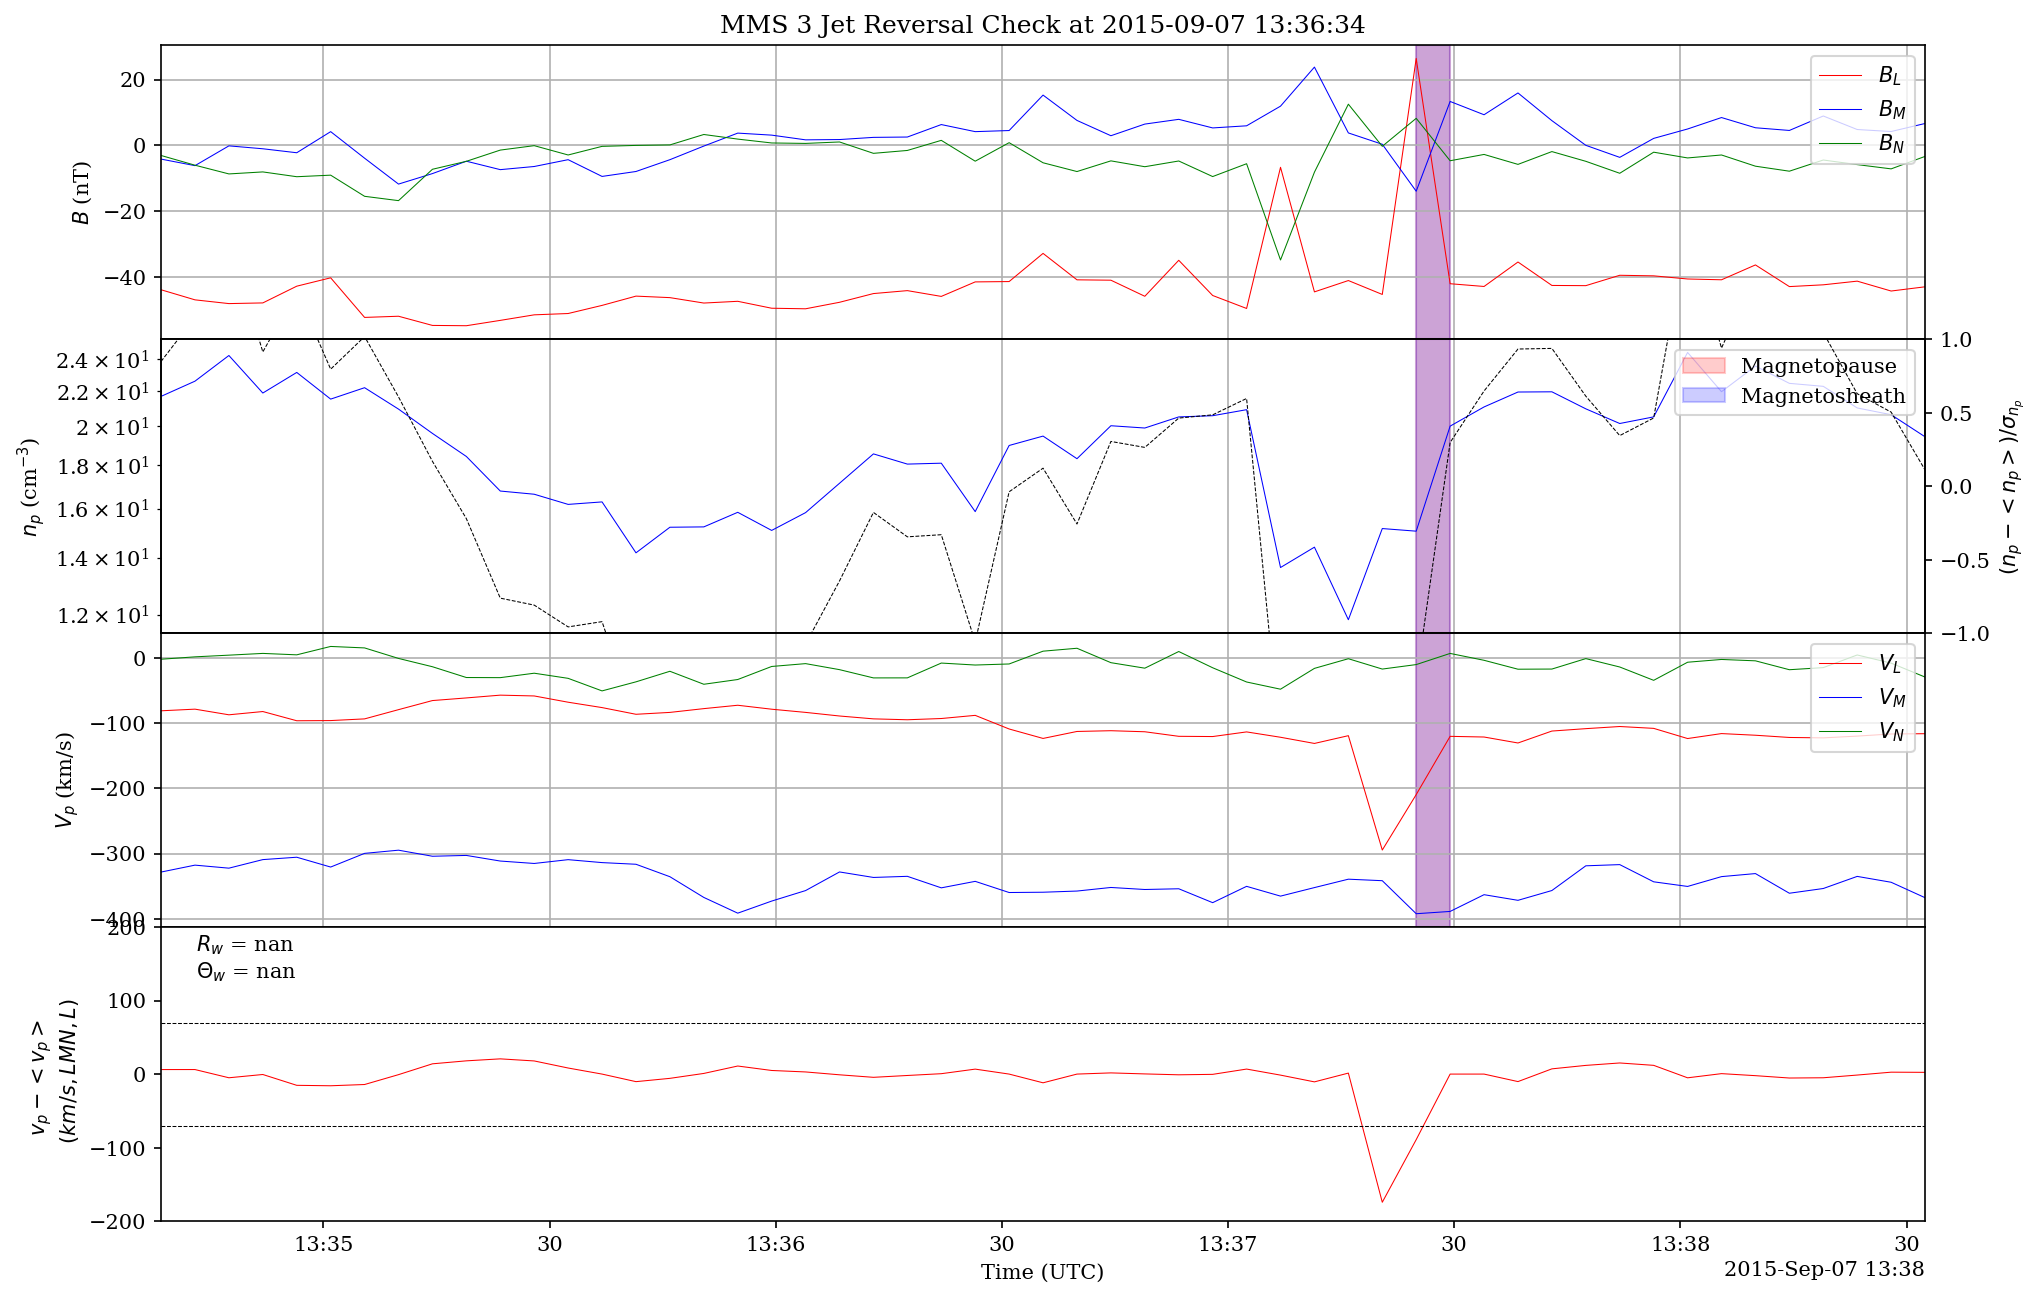 MMS 3 Jet Reversal Check at 2015-09-07 13:36:34
B (nT)
20
0
−20
−40
B_L
B_M
B_N
n_p (cm^{−3})
2.4 × 10^1
2.2 × 10^1
2 × 10^1
1.8 × 10^1
1.6 × 10^1
1.4 × 10^1
1.2 × 10^1
Magnetopause
Magnetosheath
1.0
0.5
0.0
−0.5
−1.0
(n_p − < n_p >)/σ_{n_p}
V_p (km/s)
0
−100
−200
−300
−400
V_L
V_M
V_N
v_p − < v_p >
(km/s, LMN, L)
200
100
0
−100
−200
R_w = nan
Θ_w = nan
13:35
30
13:36
30
13:37
30
13:38
30
Time (UTC)
2015-Sep-07 13:38